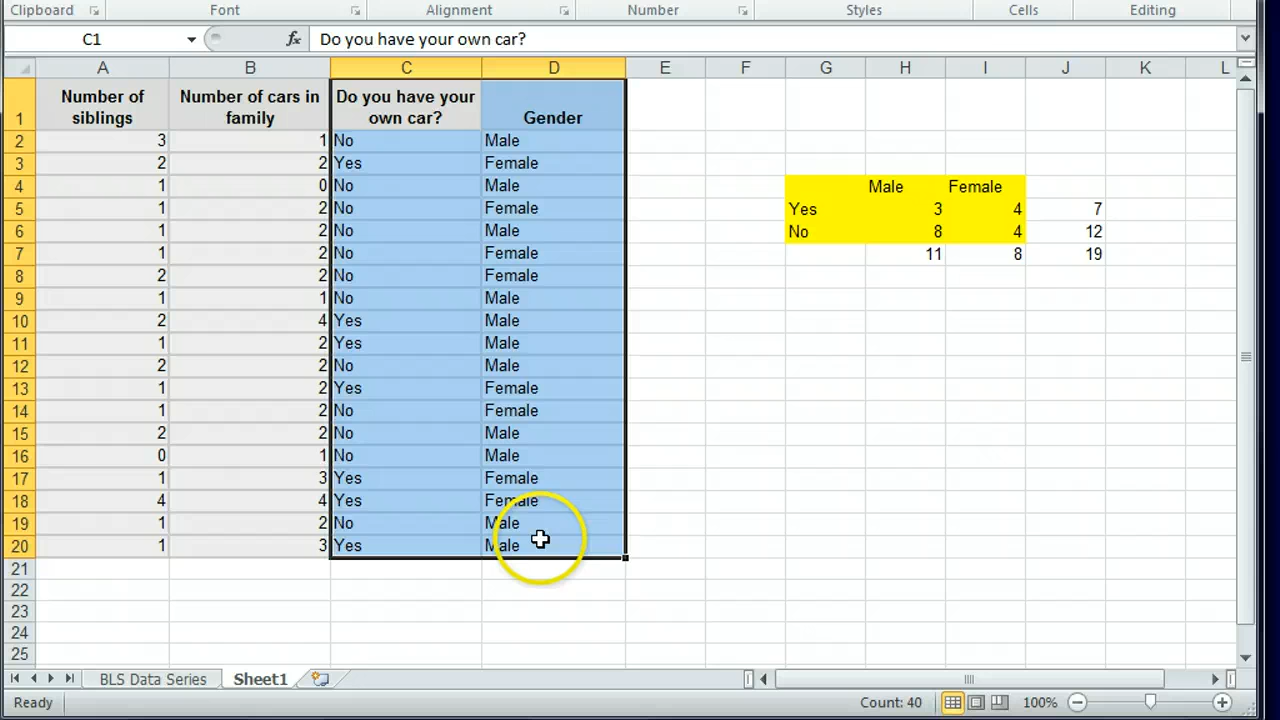 Clipboard Font Alignment Number Styles Cells Editing
C1 fx Do you have your own car?
A B C D E F G H I J K L
Number of Number of cars in Do you have your
1 siblings family own car? Gender
2 3 1 No Male
3 2 2 Yes Female
4 1 0 No Male Male Female
5 1 2 No Female Yes 3 4 7
6 1 2 No Male No 8 4 12
7 1 2 No Female 11 8 19
8 2 2 No Female
9 1 1 No Male
10 2 4 Yes Male
11 1 2 Yes Male
12 2 2 No Male
13 1 2 Yes Female
14 1 2 No Female
15 2 2 No Male
16 0 1 No Male
17 1 3 Yes Female
18 4 4 Yes Female
19 1 2 No Male
20 1 3 Yes Male
21
22
23
24
25
BLS Data Series Sheet1
Ready Count: 40 100%